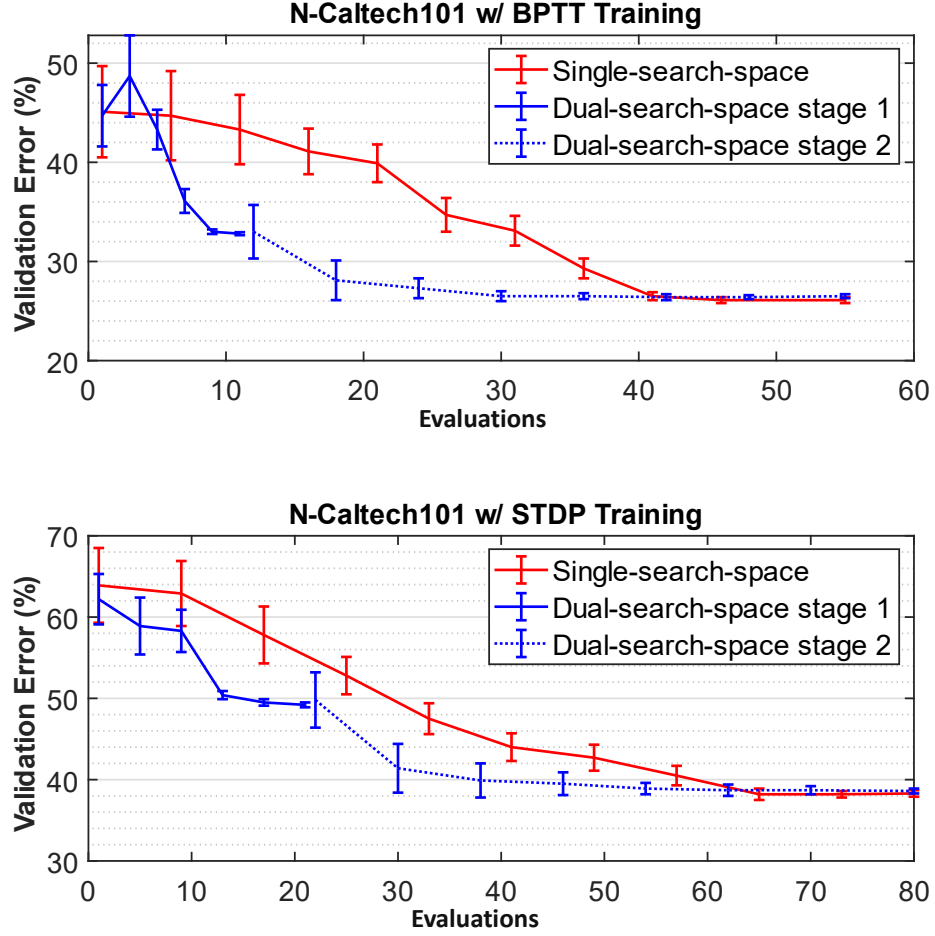 N-Caltech101 w/ BPTT Training
Validation Error (%)
50
40
30
20
Single-search-space
Dual-search-space stage 1
Dual-search-space stage 2
0 10 20 30 40 50 60
Evaluations
N-Caltech101 w/ STDP Training
Validation Error (%)
70
60
50
40
30
Single-search-space
Dual-search-space stage 1
Dual-search-space stage 2
0 10 20 30 40 50 60 70 80
Evaluations